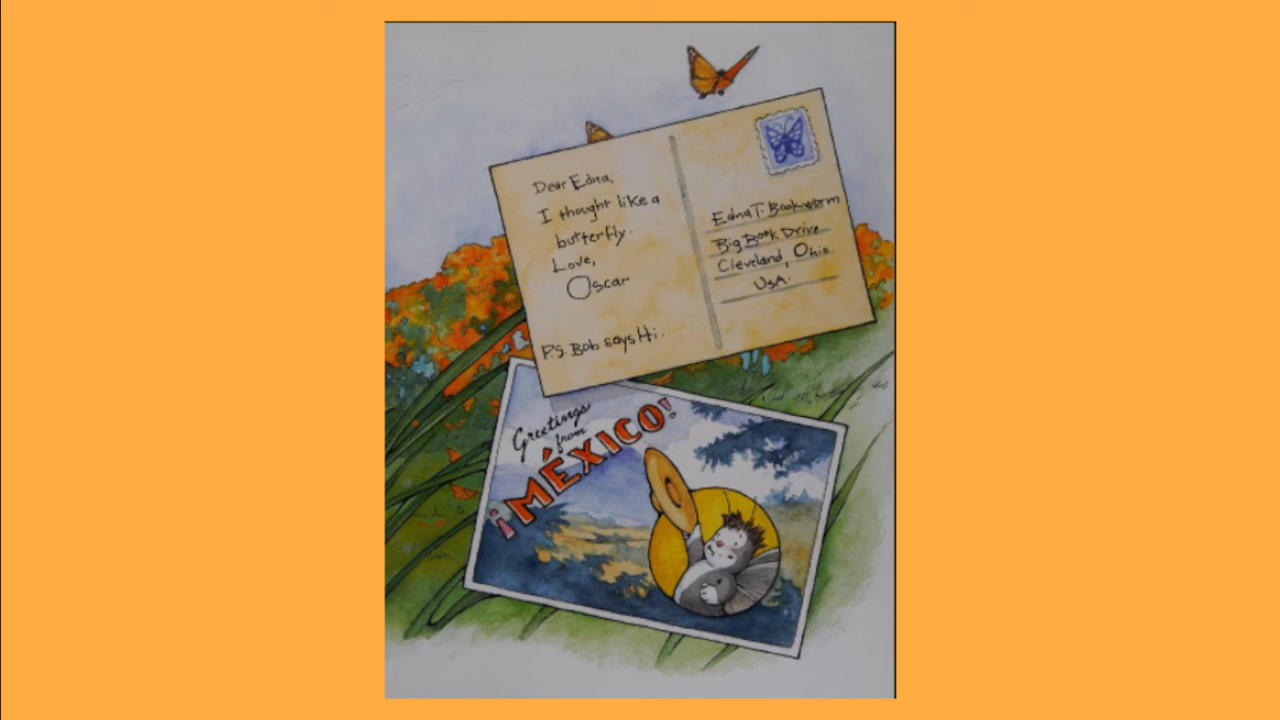 Dear Edna,
I thought like a
butterfly.
Love,
Oscar
P.S. Bob says Hi.
Edna T. Bookworm
Big Book Drive
Cleveland, Ohio
USA.
Greetings
from
¡MÉXICO!